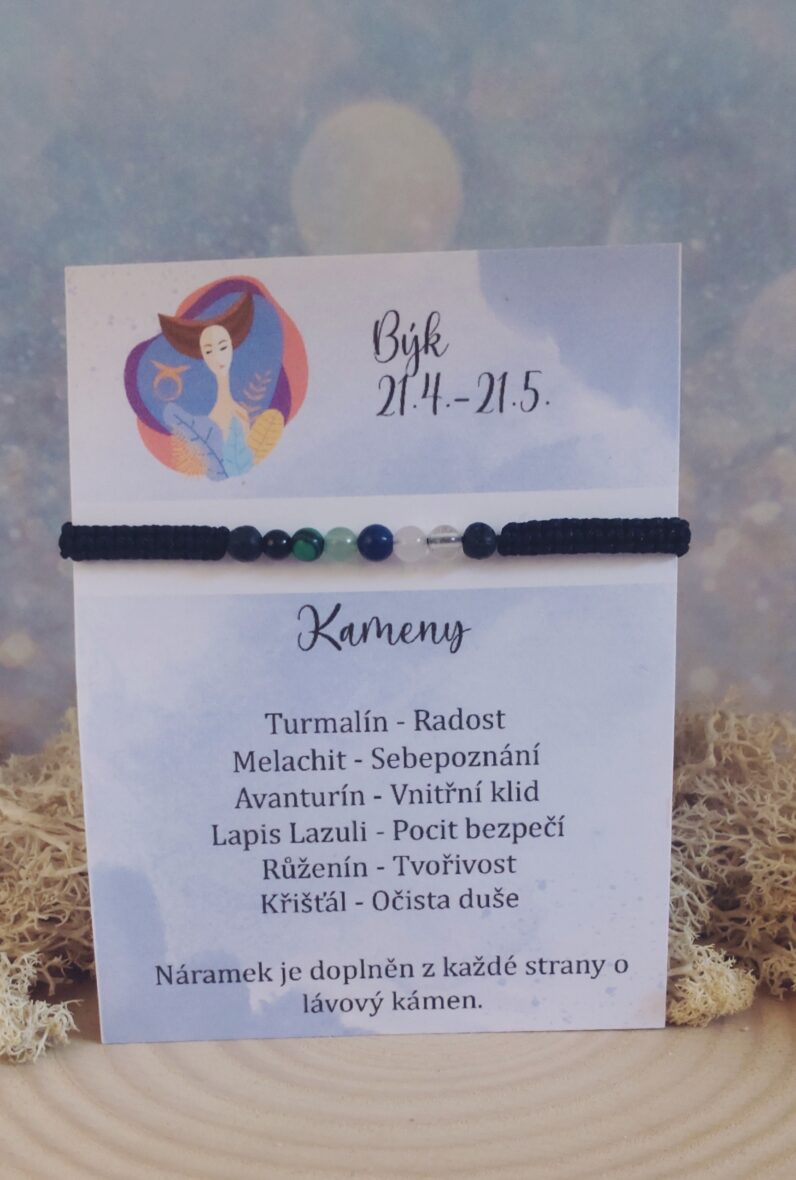 Býk
21.4.-21.5.
Kameny
Turmalín - Radost
Melachit - Sebepoznání
Avanturín - Vnitřní klid
Lapis Lazuli - Pocit bezpečí
Růženín - Tvořivost
Křišťál - Očista duše
Náramek je doplněn z každé strany o
lávový kámen.